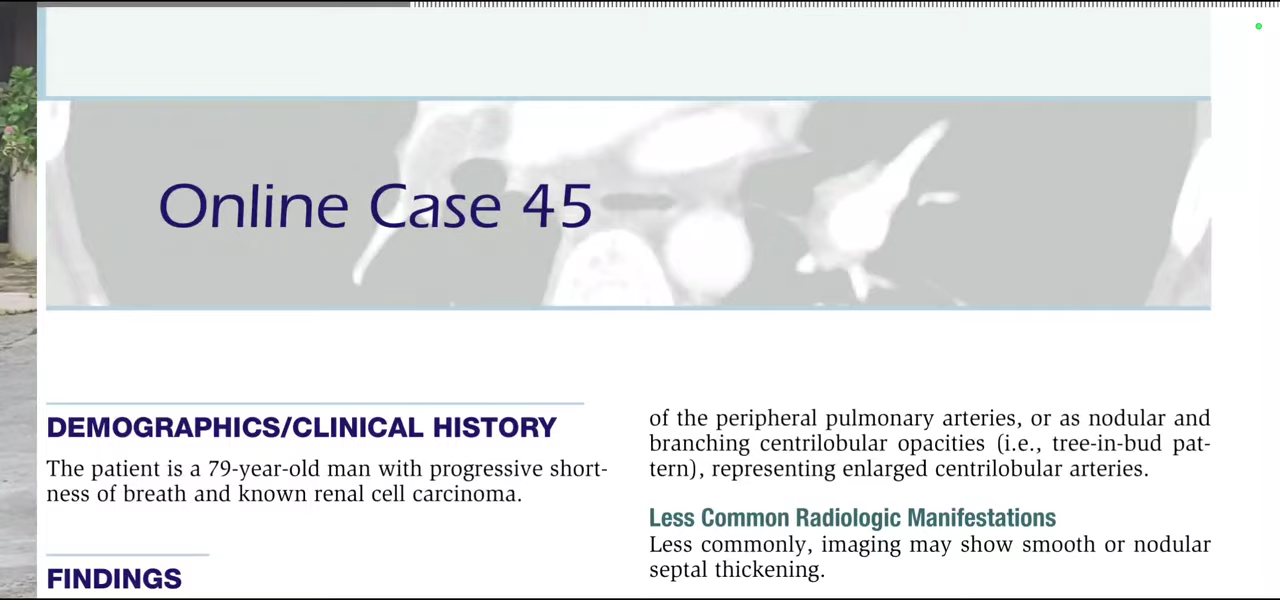 Online Case 45
DEMOGRAPHICS/CLINICAL HISTORY
The patient is a 79-year-old man with progressive short-
ness of breath and known renal cell carcinoma.
FINDINGS
of the peripheral pulmonary arteries, or as nodular and
branching centrilobular opacities (i.e., tree-in-bud pat-
tern), representing enlarged centrilobular arteries.
Less Common Radiologic Manifestations
Less commonly, imaging may show smooth or nodular
septal thickening.